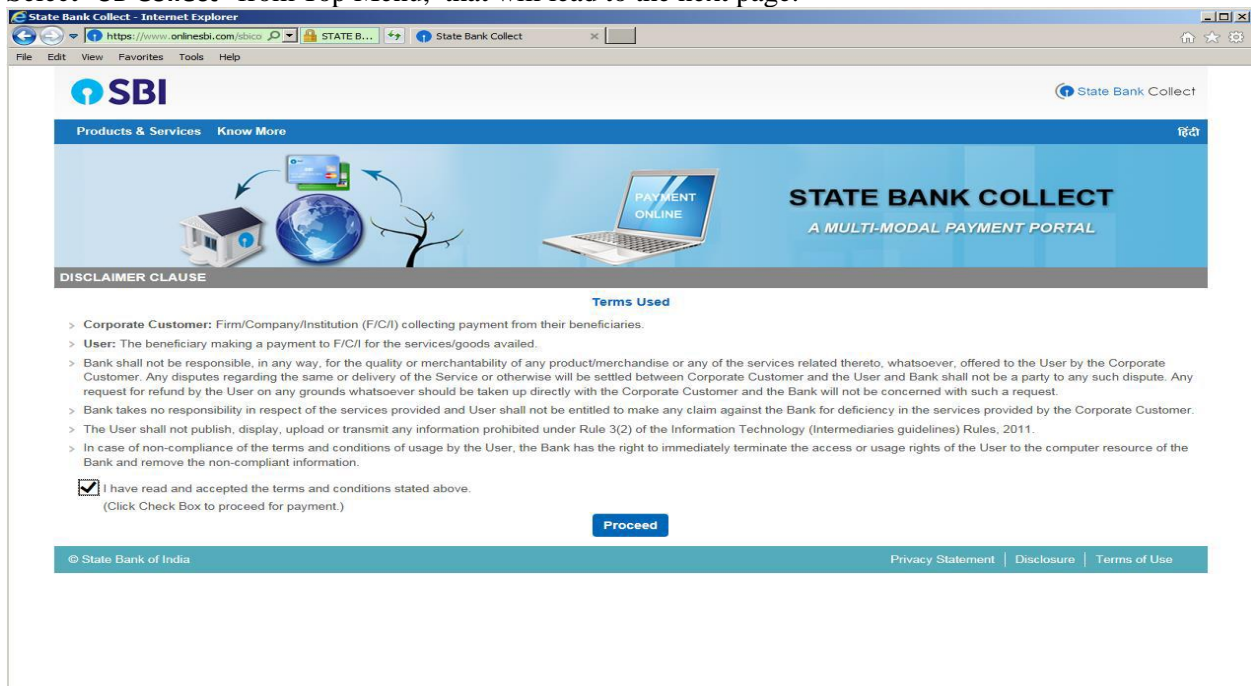 Select "SB Collect" from Top Menu, that will lead to the next page:
State Bank Collect - Internet Explorer
https://www.onlinesbi.com/sbico
STATE B...
State Bank Collect
File Edit View Favorites Tools Help
SBI
State Bank Collect
Products & Services Know More
हिंदी
PAYMENT
ONLINE
STATE BANK COLLECT
A MULTI-MODAL PAYMENT PORTAL
DISCLAIMER CLAUSE
Terms Used
> Corporate Customer: Firm/Company/Institution (F/C/I) collecting payment from their beneficiaries.
> User: The beneficiary making a payment to F/C/I for the services/goods availed.
> Bank shall not be responsible, in any way, for the quality or merchantability of any product/merchandise or any of the services related thereto, whatsoever, offered to the User by the Corporate
Customer. Any disputes regarding the same or delivery of the Service or otherwise will be settled between Corporate Customer and the User and Bank shall not be a party to any such dispute. Any
request for refund by the User on any grounds whatsoever should be taken up directly with the Corporate Customer and the Bank will not be concerned with such a request.
> Bank takes no responsibility in respect of the services provided and User shall not be entitled to make any claim against the Bank for deficiency in the services provided by the Corporate Customer.
> The User shall not publish, display, upload or transmit any information prohibited under Rule 3(2) of the Information Technology (Intermediaries guidelines) Rules, 2011.
> In case of non-compliance of the terms and conditions of usage by the User, the Bank has the right to immediately terminate the access or usage rights of the User to the computer resource of the
Bank and remove the non-compliant information.
I have read and accepted the terms and conditions stated above.
(Click Check Box to proceed for payment.)
Proceed
© State Bank of India
Privacy Statement | Disclosure | Terms of Use